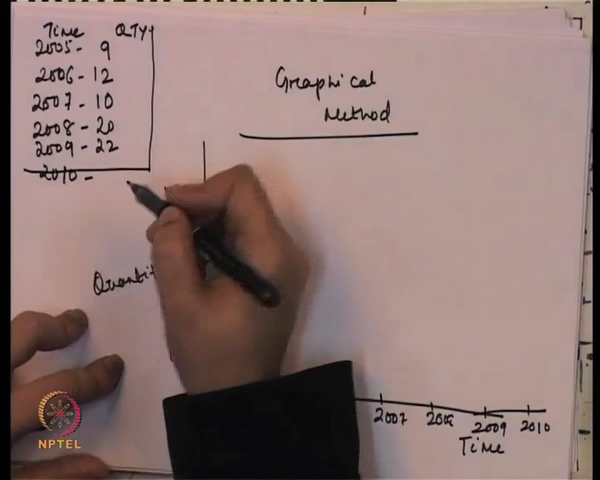 Time QTY
2005 - 9
2006 - 12
2007 - 10
2008 - 20
2009 - 22
2010 -
Graphical
Method
2007 2008 2009 2010
Time
NPTEL